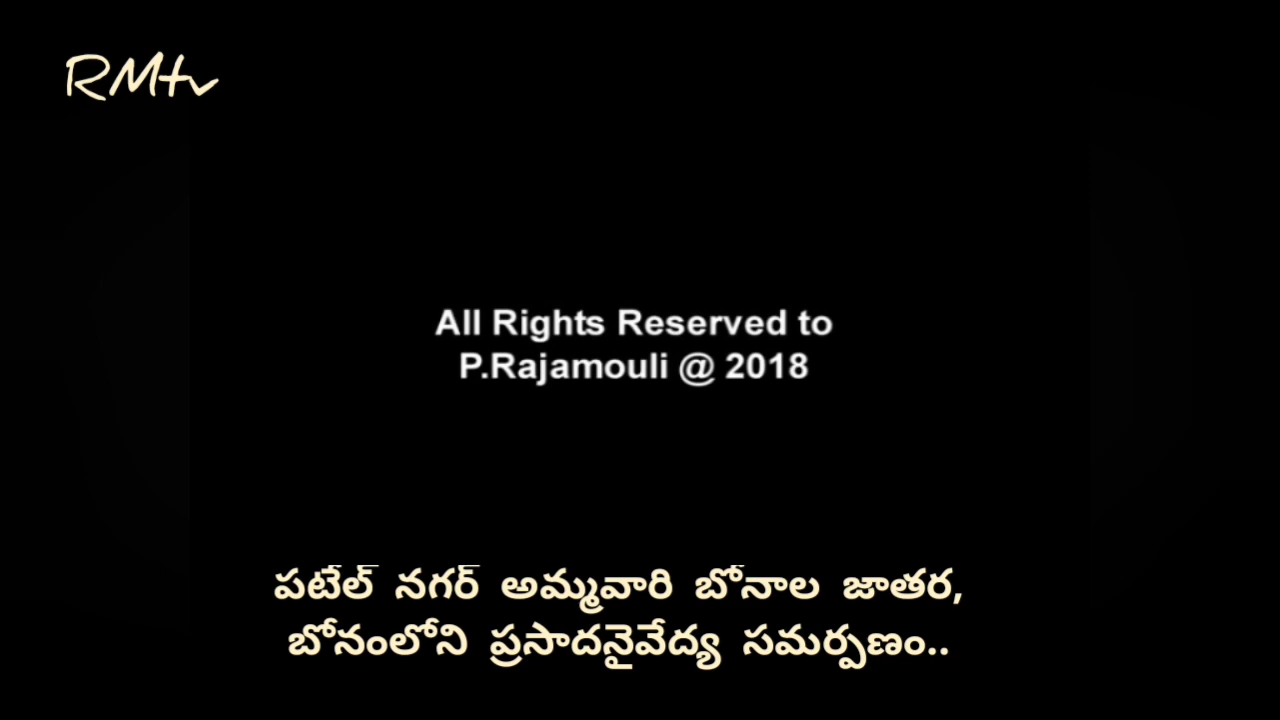 RMtv
All Rights Reserved to
P.Rajamouli @ 2018
పటేల్ నగర్ అమ్మవారి బోనాల జాతర,
బోనంలోని ప్రసాదనైవేద్య సమర్పణం..